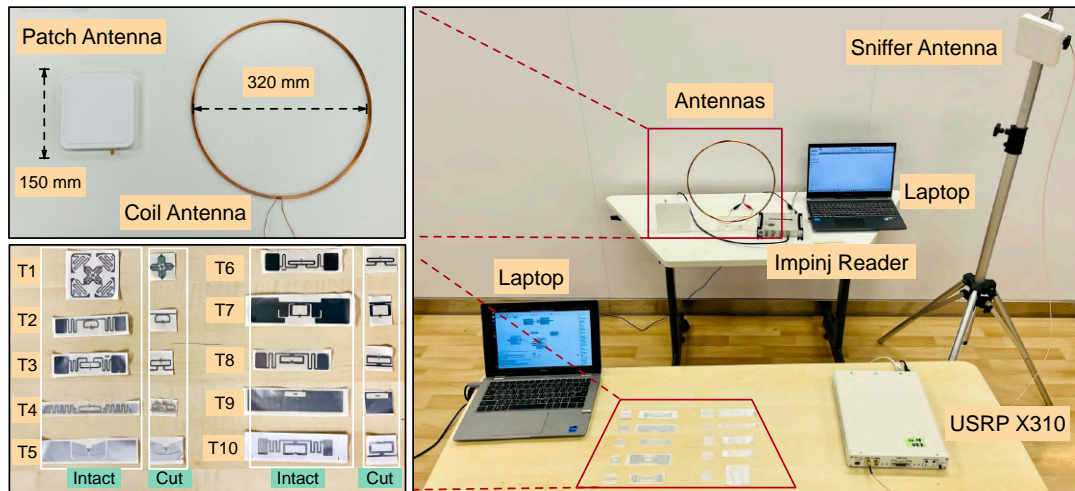 Patch Antenna
320 mm
150 mm
Coil Antenna
T1
T2
T3
T4
T5
T6
T7
T8
T9
T10
Intact
Cut
Intact
Cut
Sniffer Antenna
Antennas
Laptop
Impinj Reader
Laptop
USRP X310